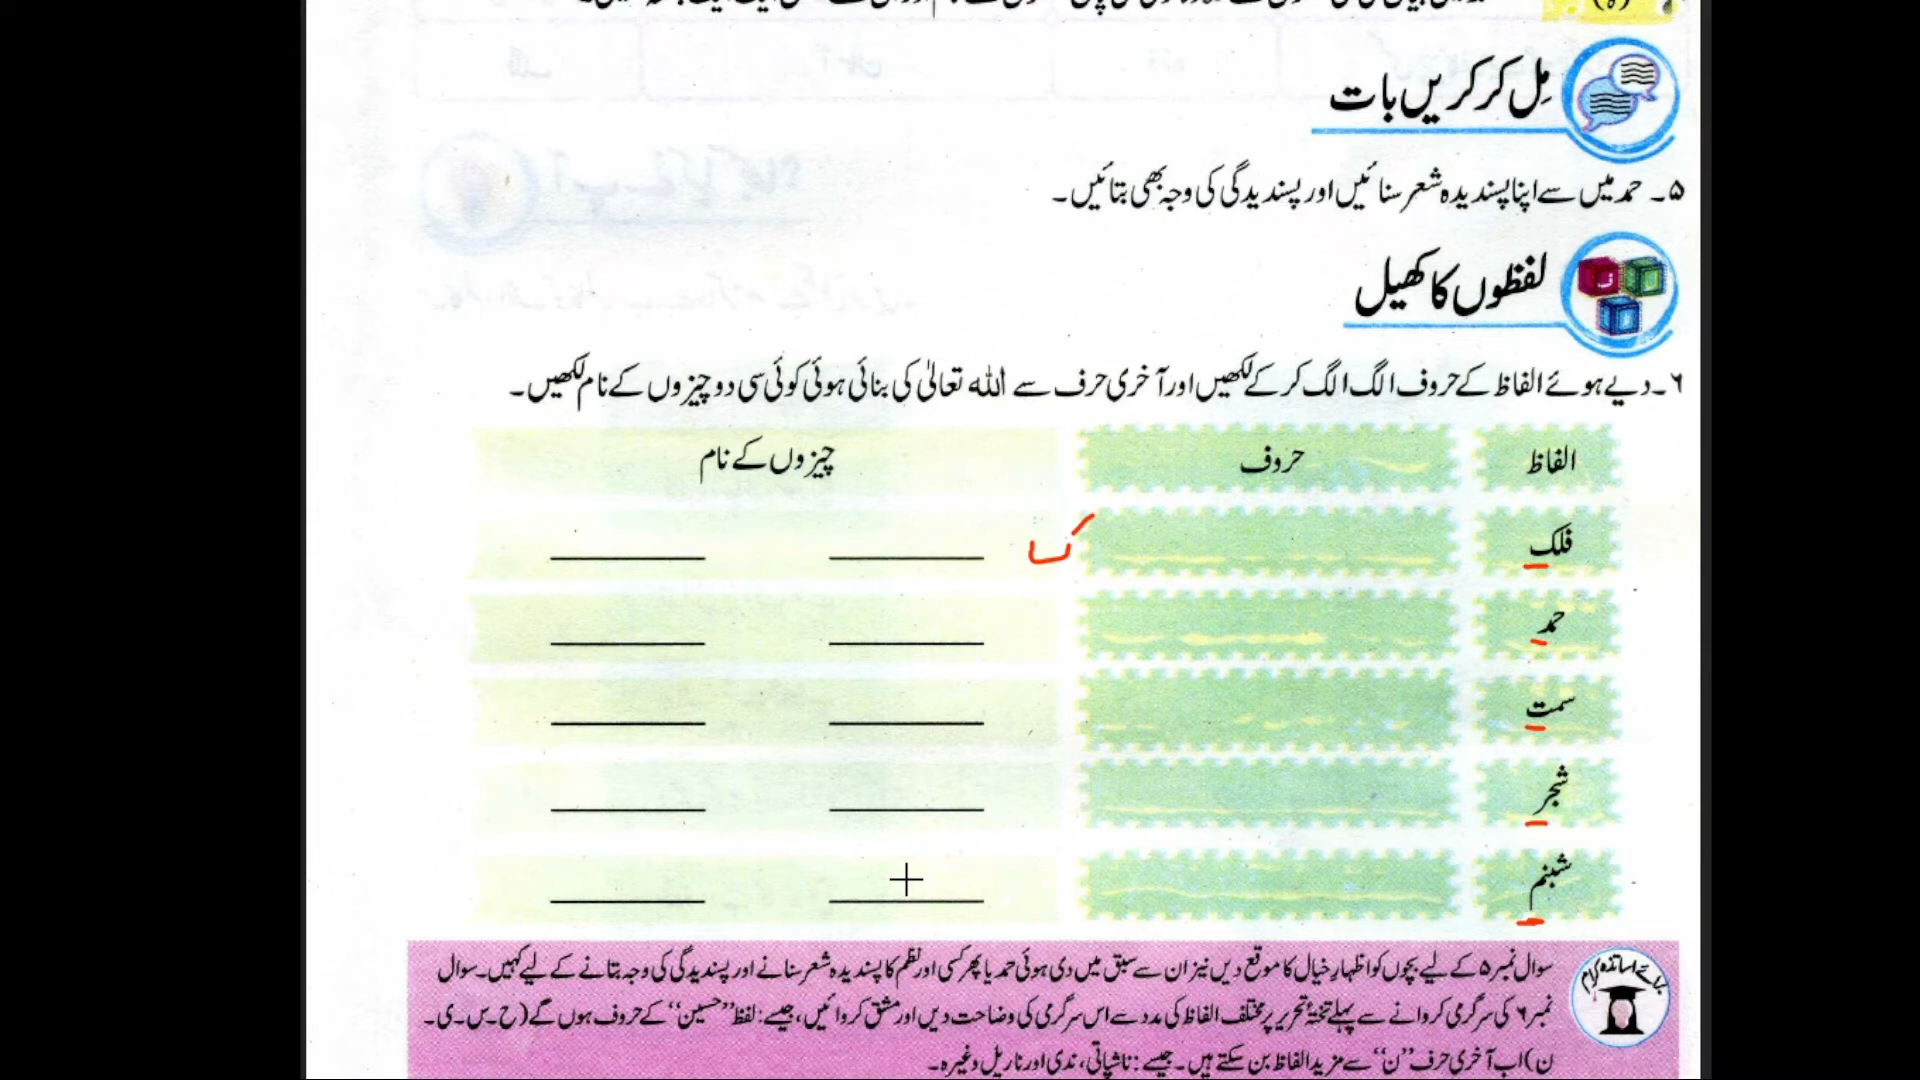 مِل کر کریں بات
۵۔ حمد میں سے اپنا پسندیدہ شعر سنائیں اور پسندیدگی کی وجہ بھی بتائیں۔
لفظوں کا کھیل
۶۔ دیے ہوئے الفاظ کے حروف الگ الگ کر کے لکھیں اور آخری حرف سے اللہ تعالیٰ کی بنائی ہوئی کوئی سی دو چیزوں کے نام لکھیں۔
الفاظ حروف چیزوں کے نام
فلک ک
حمد
سمت
شجر
شبنم
برائے اساتذہ کرام
سوال نمبر ۵ کے لیے بچوں کو اظہارِ خیال کا موقع دیں نیز ان سے سبق میں دی ہوئی حمد یا پھر کسی اور نظم کا پسندیدہ شعر سنانے اور پسندیدگی کی وجہ بتانے کے لیے کہیں۔ سوال
نمبر ۶ کی سرگرمی کروانے سے پہلے تختۂ تحریر پر مختلف الفاظ کی مدد سے اس سرگرمی کی وضاحت دیں اور مشق کروائیں، جیسے: لفظ ”حسین“ کے حروف ہوں گے (ح۔س۔ی۔
ن) اب آخری حرف ”ن“ سے مزید الفاظ بن سکتے ہیں۔ جیسے: ناشپاتی، ندی اور ناریل وغیرہ۔